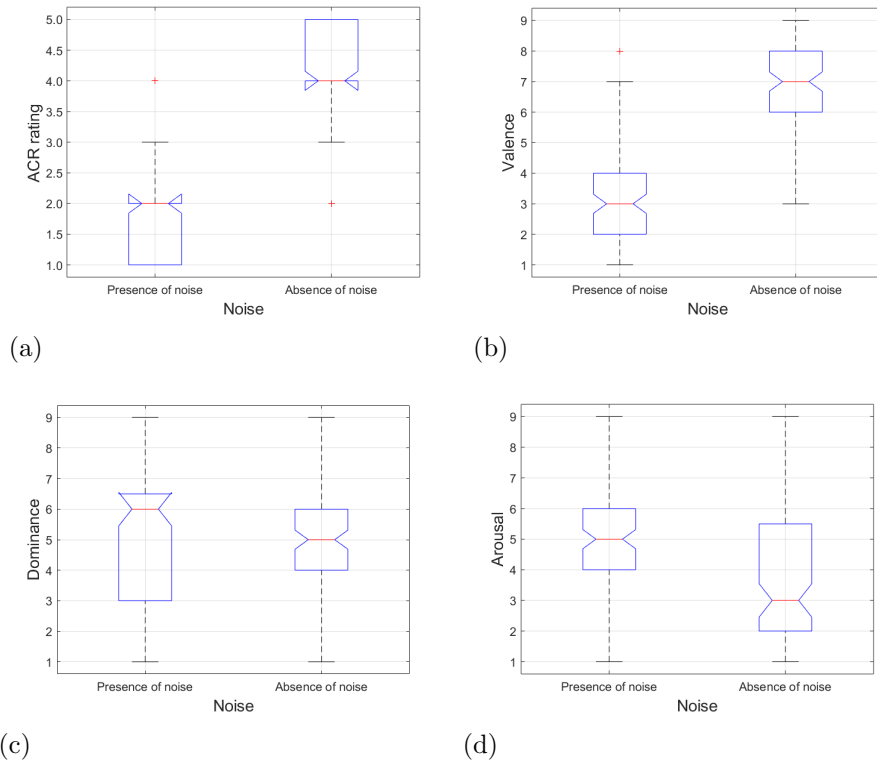 5.0
4.5
4.0
3.5
3.0
2.5
2.0
1.5
1.0
ACR rating
Presence of noise Absence of noise
Noise
(a)
9
8
7
6
5
4
3
2
1
Valence
Presence of noise Absence of noise
Noise
(b)
9
8
7
6
5
4
3
2
1
Dominance
Presence of noise Absence of noise
Noise
(c)
9
8
7
6
5
4
3
2
1
Arousal
Presence of noise Absence of noise
Noise
(d)